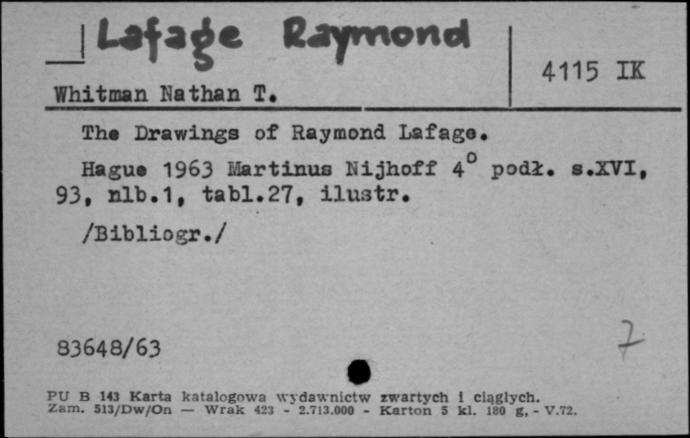 Lafage Raymond
4115 IK
Whitman Nathan T.
The Drawings of Raymond Lafage.
Hague 1963 Martinus Nijhoff 4° podł. s.XVI,
93, nlb.1, tabl.27, ilustr.
/Bibliogr./
83648/63
7
PU B 143 Karta katalogowa wydawnictw zwartych i ciągłych.
Zam. 513/Dw/On — Wrak 423 - 2.713.000 - Karton 5 kl. 180 g, - V.72.